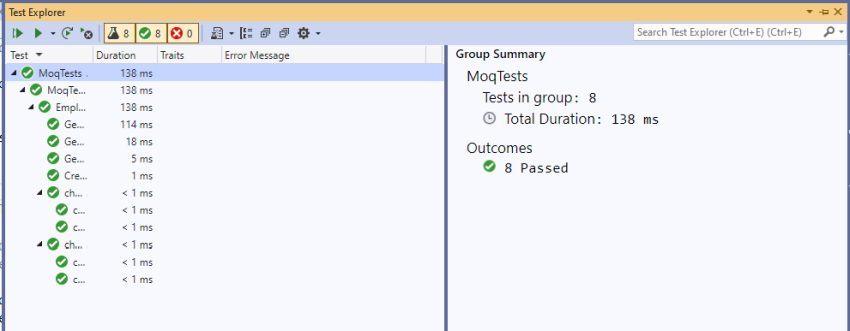 Test Explorer
8 8 0
Search Test Explorer (Ctrl+E) (Ctrl+E)
Test Duration Traits Error Message
MoqTests . 138 ms
MoqTe... 138 ms
Empl... 138 ms
Ge... 114 ms
Ge... 18 ms
Ge... 5 ms
Cre... 1 ms
ch... < 1 ms
c... < 1 ms
c... < 1 ms
ch... < 1 ms
c... < 1 ms
c... < 1 ms
Group Summary
MoqTests
Tests in group: 8
Total Duration: 138 ms
Outcomes
8 Passed